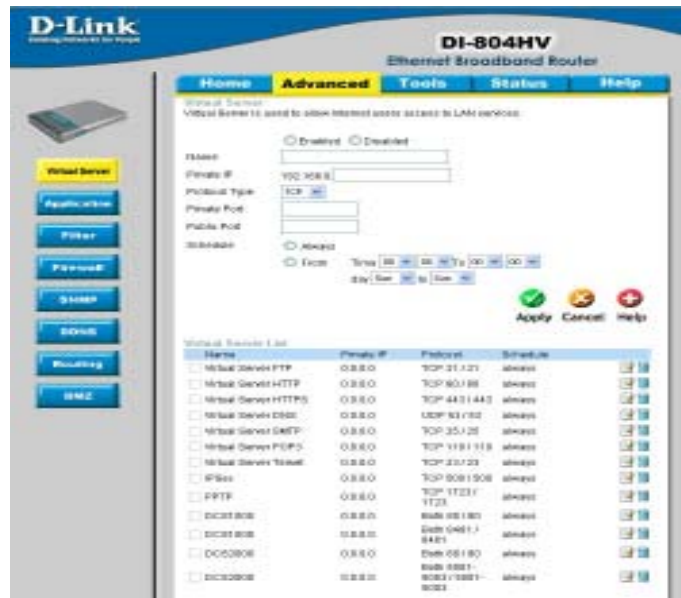 D-Link
Building Networks for People
DI-804HV
Ethernet Broadband Router
Home Advanced Tools Status Help
Virtual Server
Virtual Server is used to allow Internet users access to LAN services.
Enabled Disabled
Name
Private IP 192.168.0.
Protocol Type TCP
Private Port
Public Port
Schedule Always
From Time 00 00 To 00 00
day Sun to Sun
Apply Cancel Help
Virtual Server
Application
Filter
Firewall
SNMP
DDNS
Routing
DMZ
Virtual Server List
Name Private IP Protocol Schedule
Virtual Server FTP 0.0.0.0 TCP 21 / 21 always
Virtual Server HTTP 0.0.0.0 TCP 80 / 80 always
Virtual Server HTTPS 0.0.0.0 TCP 443 / 443 always
Virtual Server DNS 0.0.0.0 UDP 53 / 53 always
Virtual Server SMTP 0.0.0.0 TCP 25 / 25 always
Virtual Server POP3 0.0.0.0 TCP 110 / 110 always
Virtual Server Telnet 0.0.0.0 TCP 23 / 23 always
IPSec 0.0.0.0 always
PPTP 0.0.0.0 TCP 1723 / 1723 always
0.0.0.0 Both 80 / 80 always
0.0.0.0 always
0.0.0.0 Both 80 / 80 always
0.0.0.0 always